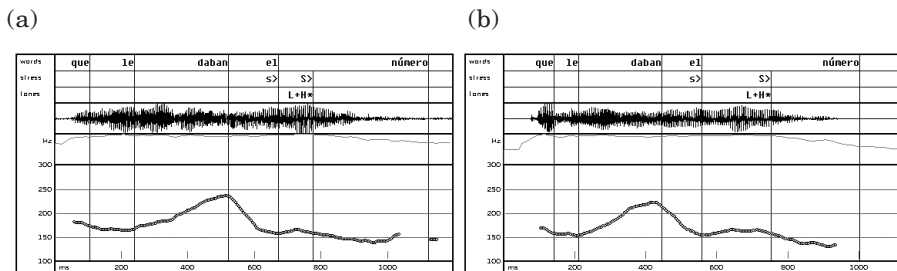 (a) (b)
words que le daban el número
stress s> S>
tones L+H*
Hz
300
250
200
150
100
ms 200 400 600 800 1000
words que le daban el número
stress s> S>
tones L+H*
Hz
300
250
200
150
100
ms 200 400 600 800 1000